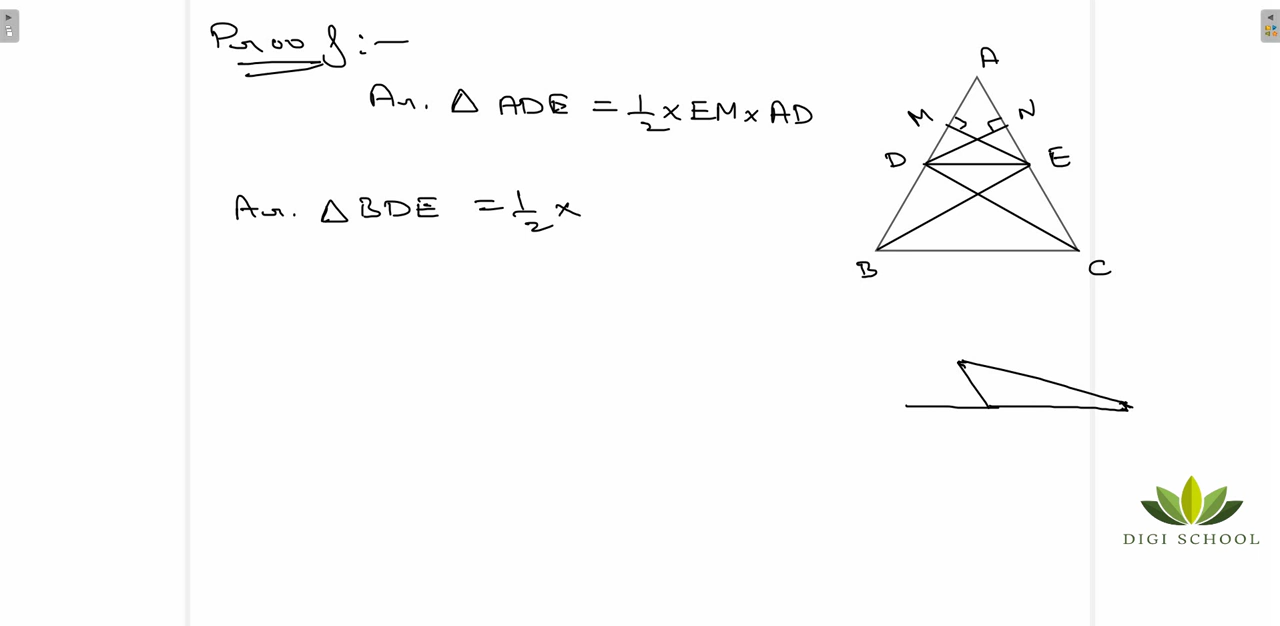 Proof :-
Ar. △ ADE = 1/2 × EM × AD
Ar. △ BDE = 1/2 ×
A
M
N
D
E
B
C
DIGI SCHOOL